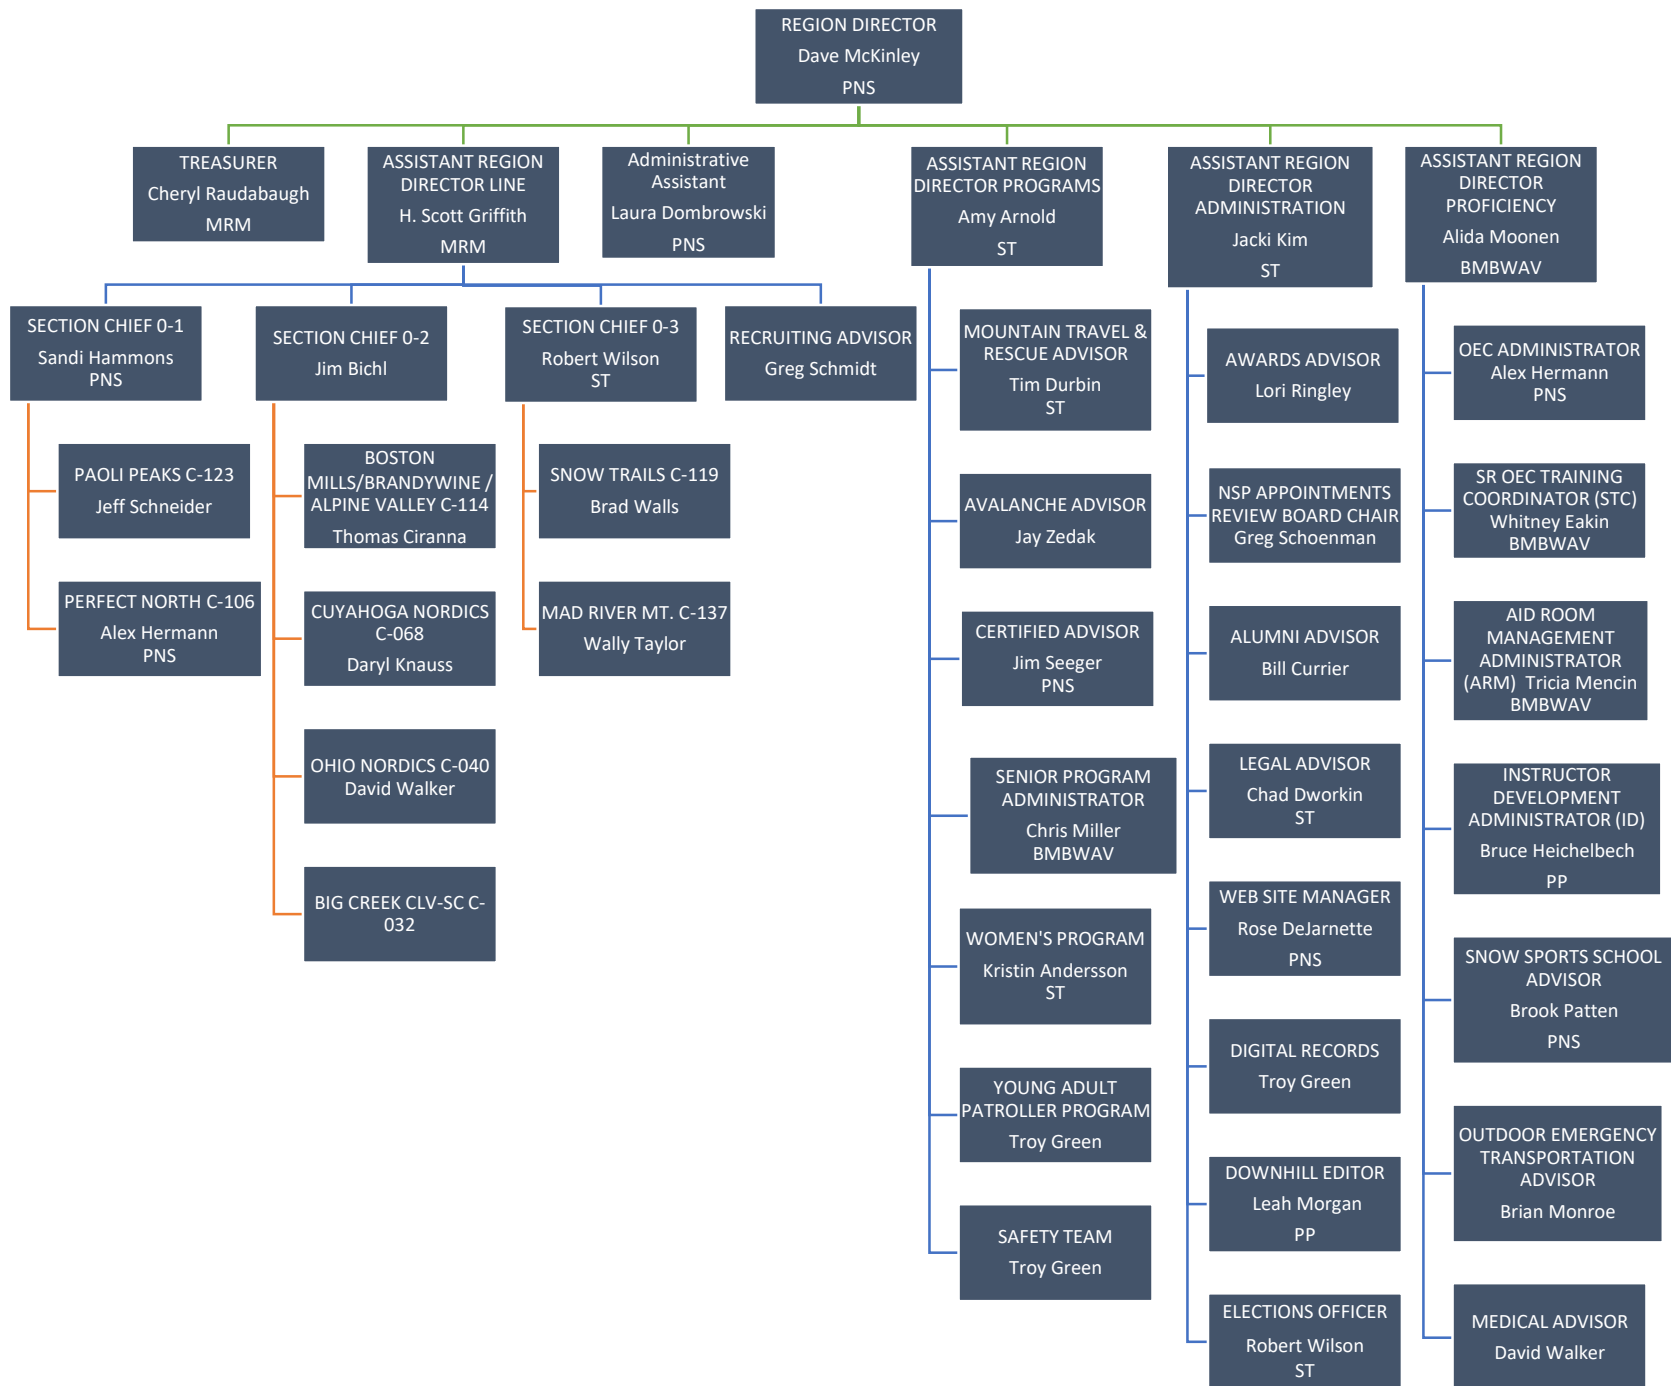 REGION DIRECTOR
Dave McKinley
PNS
TREASURER
Cheryl Raudabaugh
MRM
ASSISTANT REGION
DIRECTOR LINE
H. Scott Griffith
MRM
Administrative
Assistant
Laura Dombrowski
PNS
ASSISTANT REGION
DIRECTOR PROGRAMS
Amy Arnold
ST
ASSISTANT REGION
DIRECTOR
ADMINISTRATION
Jacki Kim
ST
ASSISTANT REGION
DIRECTOR
PROFICIENCY
Alida Moonen
BMBWAV
SECTION CHIEF 0-1
Sandi Hammons
PNS
SECTION CHIEF 0-2
Jim Bichl
SECTION CHIEF 0-3
Robert Wilson
ST
RECRUITING ADVISOR
Greg Schmidt
PAOLI PEAKS C-123
Jeff Schneider
PERFECT NORTH C-106
Alex Hermann
PNS
BOSTON
MILLS/BRANDYWINE /
ALPINE VALLEY C-114
Thomas Ciranna
CUYAHOGA NORDICS
C-068
Daryl Knauss
OHIO NORDICS C-040
David Walker
BIG CREEK CLV-SC C-
032
SNOW TRAILS C-119
Brad Walls
MAD RIVER MT. C-137
Wally Taylor
MOUNTAIN TRAVEL &
RESCUE ADVISOR
Tim Durbin
ST
AVALANCHE ADVISOR
Jay Zedak
CERTIFIED ADVISOR
Jim Seeger
PNS
SENIOR PROGRAM
ADMINISTRATOR
Chris Miller
BMBWAV
WOMEN'S PROGRAM
Kristin Andersson
ST
YOUNG ADULT
PATROLLER PROGRAM
Troy Green
SAFETY TEAM
Troy Green
AWARDS ADVISOR
Lori Ringley
NSP APPOINTMENTS
REVIEW BOARD CHAIR
Greg Schoenman
ALUMNI ADVISOR
Bill Currier
LEGAL ADVISOR
Chad Dworkin
ST
WEB SITE MANAGER
Rose DeJarnette
PNS
DIGITAL RECORDS
Troy Green
DOWNHILL EDITOR
Leah Morgan
PP
ELECTIONS OFFICER
Robert Wilson
ST
OEC ADMINISTRATOR
Alex Hermann
PNS
SR OEC TRAINING
COORDINATOR (STC)
Whitney Eakin
BMBWAV
AID ROOM
MANAGEMENT
ADMINISTRATOR
(ARM) Tricia Mencin
BMBWAV
INSTRUCTOR
DEVELOPMENT
ADMINISTRATOR (ID)
Bruce Heichelbech
PP
SNOW SPORTS SCHOOL
ADVISOR
Brook Patten
PNS
OUTDOOR EMERGENCY
TRANSPORTATION
ADVISOR
Brian Monroe
MEDICAL ADVISOR
David Walker